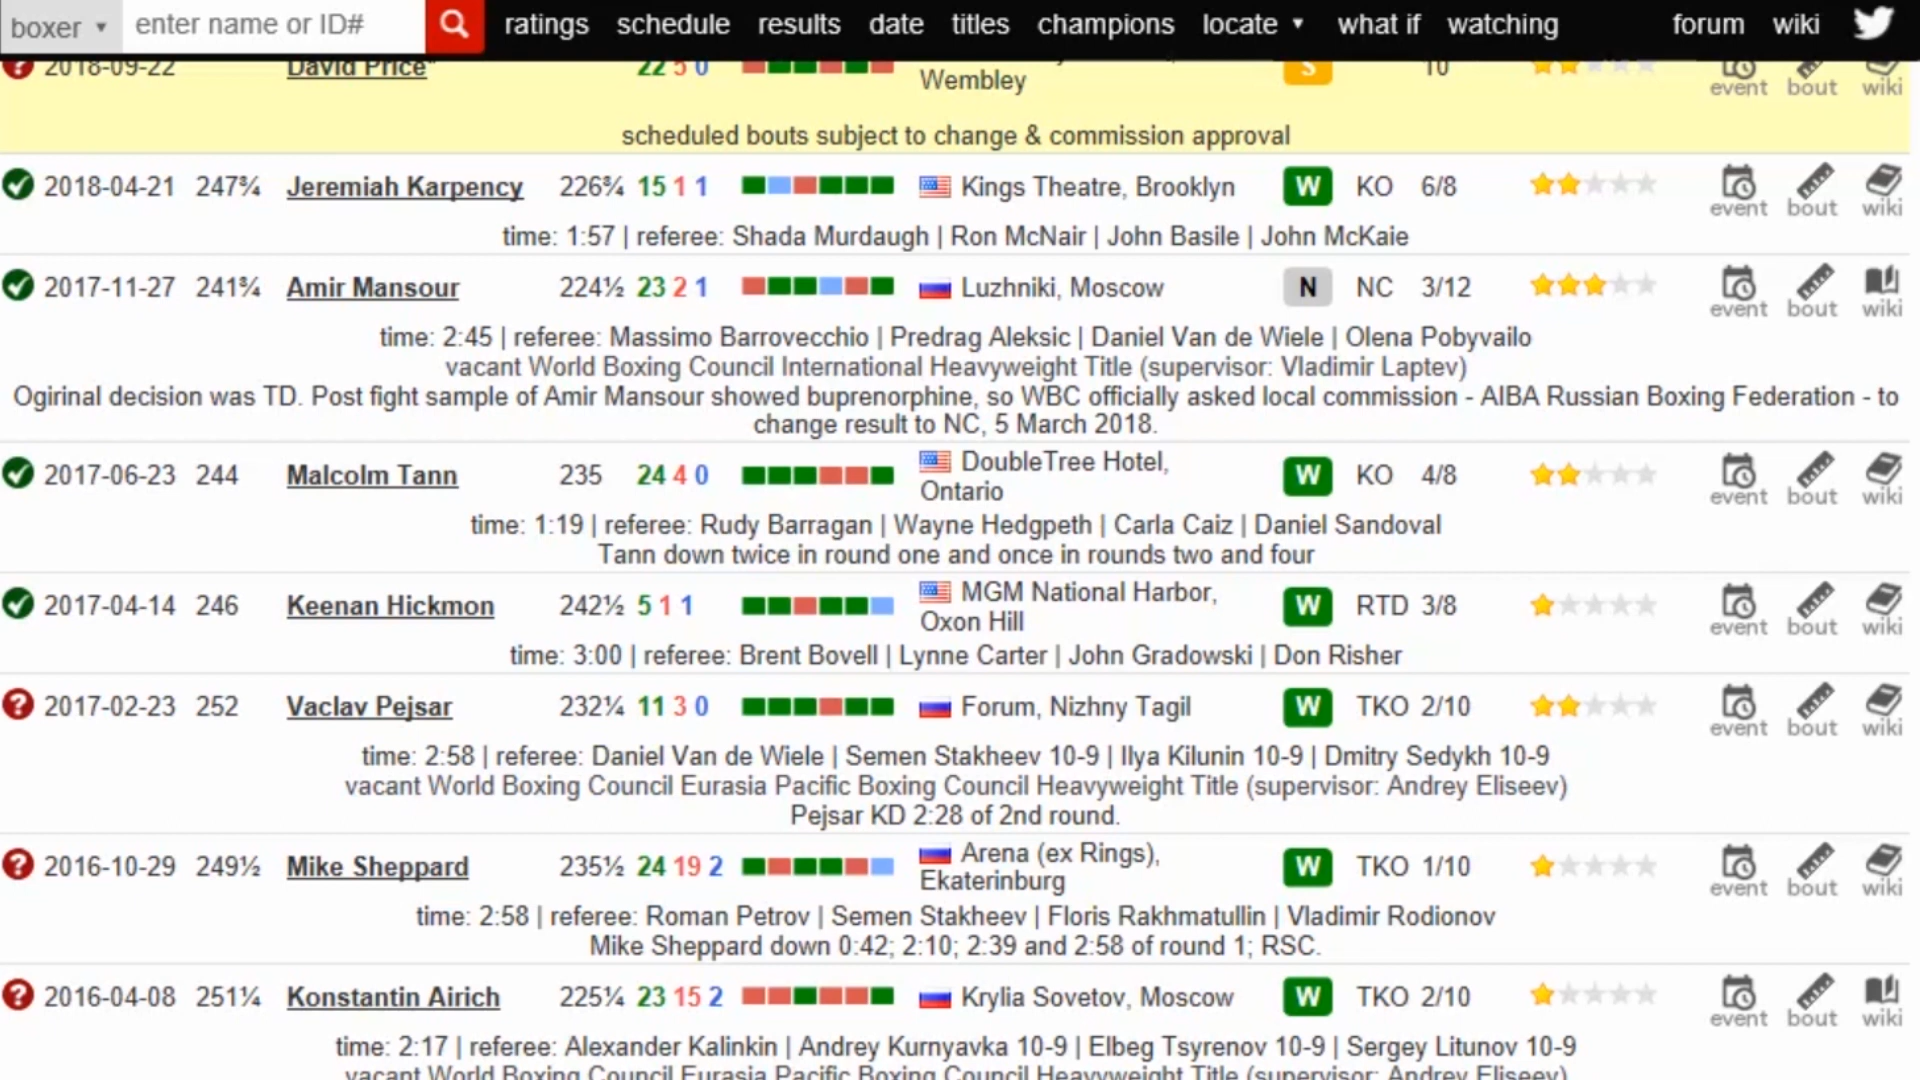 boxer ▾ enter name or ID# ratings schedule results date titles champions locate ▾ what if watching forum wiki
2018-09-22 David Price* 22 5 0 S 10
Wembley event bout wiki
scheduled bouts subject to change & commission approval
2018-04-21 247¾ Jeremiah Karpency 226¾ 15 1 1 Kings Theatre, Brooklyn W KO 6/8
event bout wiki
time: 1:57 | referee: Shada Murdaugh | Ron McNair | John Basile | John McKaie
2017-11-27 241¾ Amir Mansour 224½ 23 2 1 Luzhniki, Moscow N NC 3/12
event bout wiki
time: 2:45 | referee: Massimo Barrovecchio | Predrag Aleksic | Daniel Van de Wiele | Olena Pobyvailo
vacant World Boxing Council International Heavyweight Title (supervisor: Vladimir Laptev)
Ogirinal decision was TD. Post fight sample of Amir Mansour showed buprenorphine, so WBC officially asked local commission - AIBA Russian Boxing Federation - to
change result to NC, 5 March 2018.
2017-06-23 244 Malcolm Tann 235 24 4 0 DoubleTree Hotel, W KO 4/8
Ontario event bout wiki
time: 1:19 | referee: Rudy Barragan | Wayne Hedgpeth | Carla Caiz | Daniel Sandoval
Tann down twice in round one and once in rounds two and four
2017-04-14 246 Keenan Hickmon 242½ 5 1 1 MGM National Harbor, W RTD 3/8
Oxon Hill event bout wiki
time: 3:00 | referee: Brent Bovell | Lynne Carter | John Gradowski | Don Risher
2017-02-23 252 Vaclav Pejsar 232¼ 11 3 0 Forum, Nizhny Tagil W TKO 2/10
event bout wiki
time: 2:58 | referee: Daniel Van de Wiele | Semen Stakheev 10-9 | Ilya Kilunin 10-9 | Dmitry Sedykh 10-9
vacant World Boxing Council Eurasia Pacific Boxing Council Heavyweight Title (supervisor: Andrey Eliseev)
Pejsar KD 2:28 of 2nd round.
2016-10-29 249½ Mike Sheppard 235½ 24 19 2 Arena (ex Rings), W TKO 1/10
Ekaterinburg event bout wiki
time: 2:58 | referee: Roman Petrov | Semen Stakheev | Floris Rakhmatullin | Vladimir Rodionov
Mike Sheppard down 0:42; 2:10; 2:39 and 2:58 of round 1; RSC.
2016-04-08 251¼ Konstantin Airich 225¼ 23 15 2 Krylia Sovetov, Moscow W TKO 2/10
event bout wiki
time: 2:17 | referee: Alexander Kalinkin | Andrey Kurnyavka 10-9 | Elbeg Tsyrenov 10-9 | Sergey Litunov 10-9
vacant World Boxing Council Eurasia Pacific Boxing Council Heavyweight Title (supervisor: Andrey Eliseev)